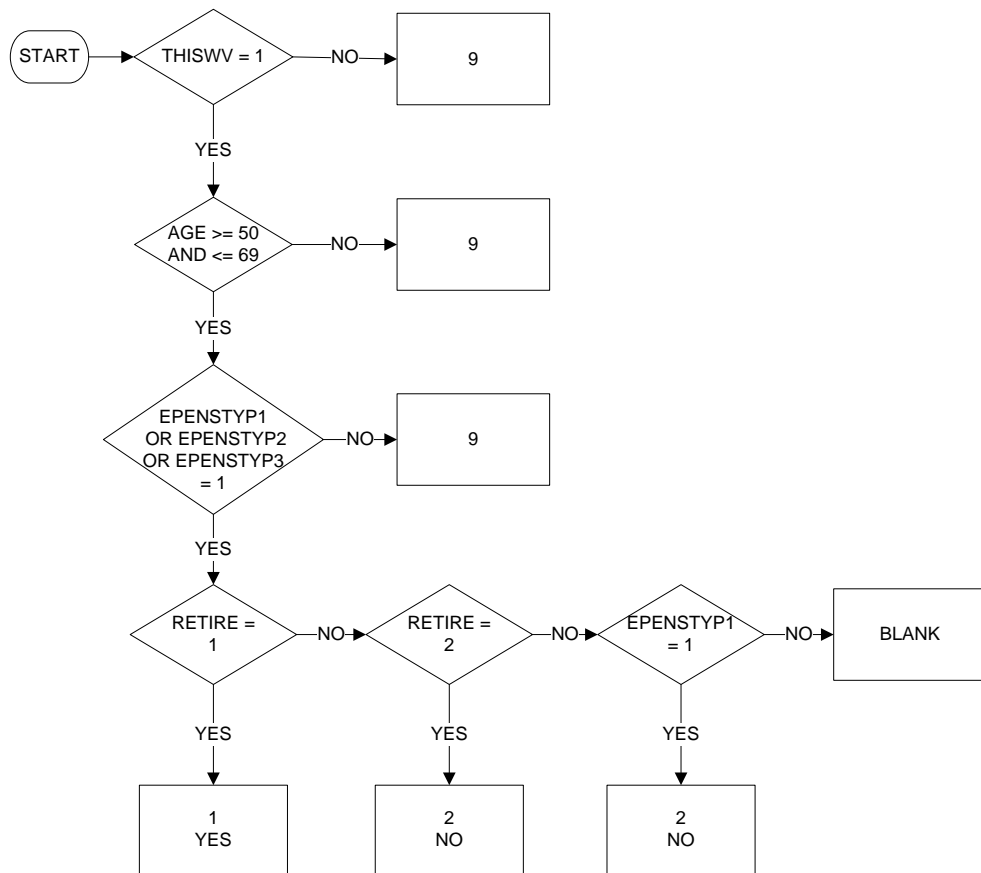 START
THISWV = 1
NO
9
YES
AGE >= 50
AND <= 69
NO
9
YES
EPENSTYP1
OR EPENSTYP2
OR EPENSTYP3
= 1
NO
9
YES
RETIRE =
1
NO
RETIRE =
2
NO
EPENSTYP1
= 1
NO
BLANK
YES
YES
YES
1
YES
2
NO
2
NO